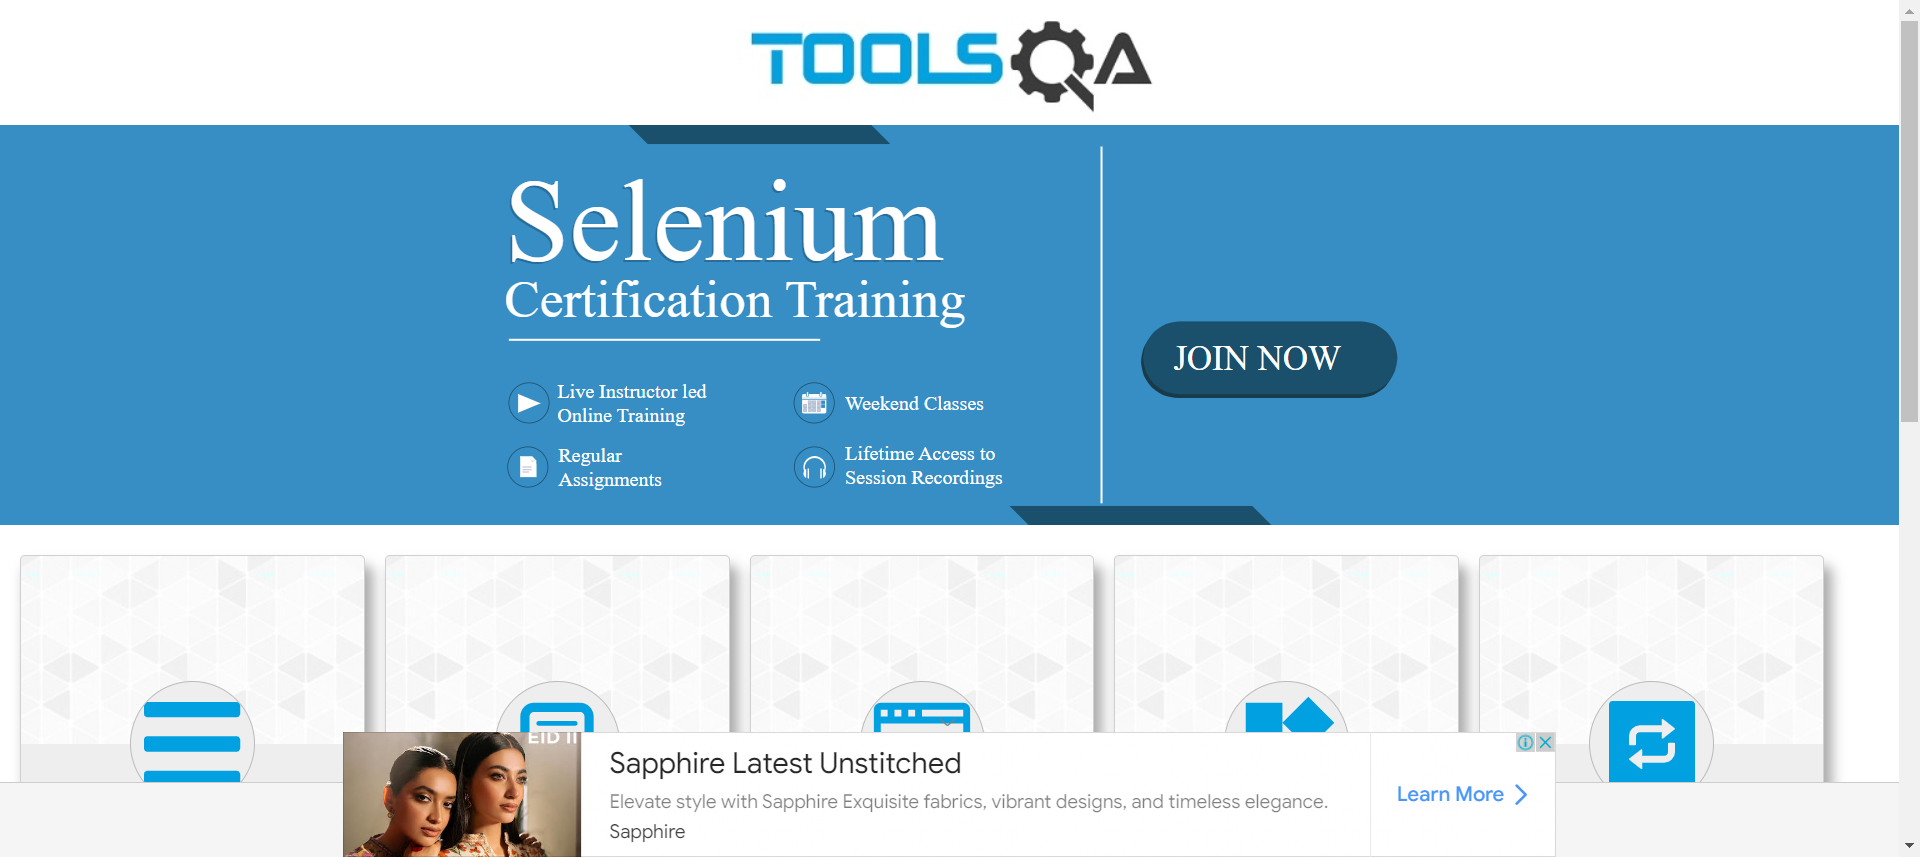 TOOLSQA
Selenium
Certification Training
Live Instructor led
Online Training
Weekend Classes
Regular
Assignments
Lifetime Access to
Session Recordings
JOIN NOW
EID II
Sapphire Latest Unstitched
Elevate style with Sapphire Exquisite fabrics, vibrant designs, and timeless elegance.
Sapphire
Learn More